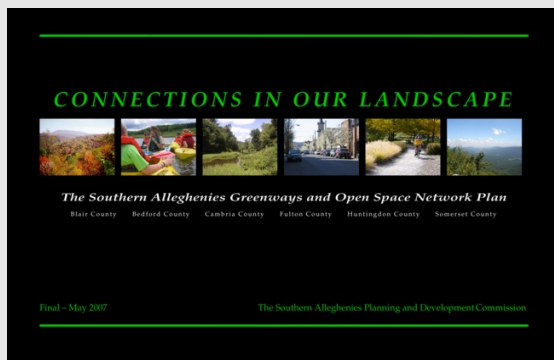 CONNECTIONS IN OUR LANDSCAPE
The Southern Alleghenies Greenways and Open Space Network Plan
Blair County Bedford County Cambria County Fulton County Huntingdon County Somerset County
Final – May 2007 The Southern Alleghenies Planning and Development Commission